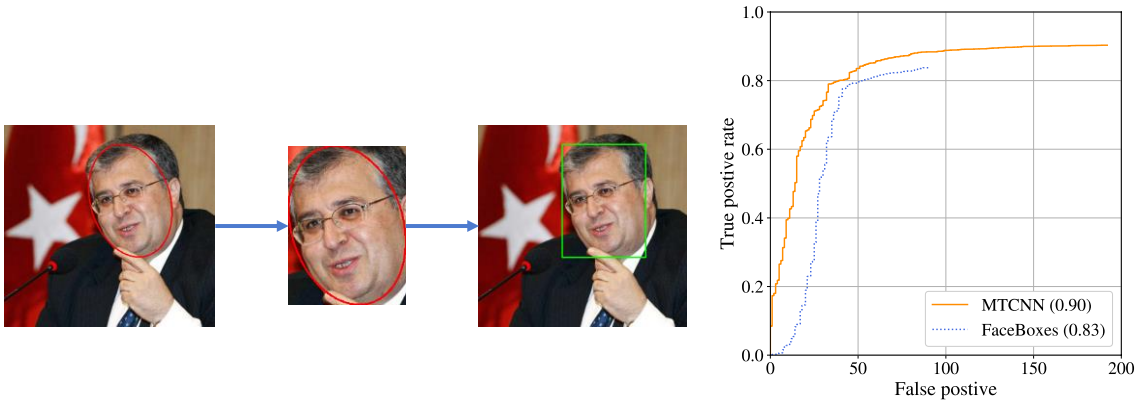 1.0
0.8
0.6
0.4
0.2
0.0
0
50
100
150
200
True postive rate
False postive
MTCNN (0.90)
FaceBoxes (0.83)